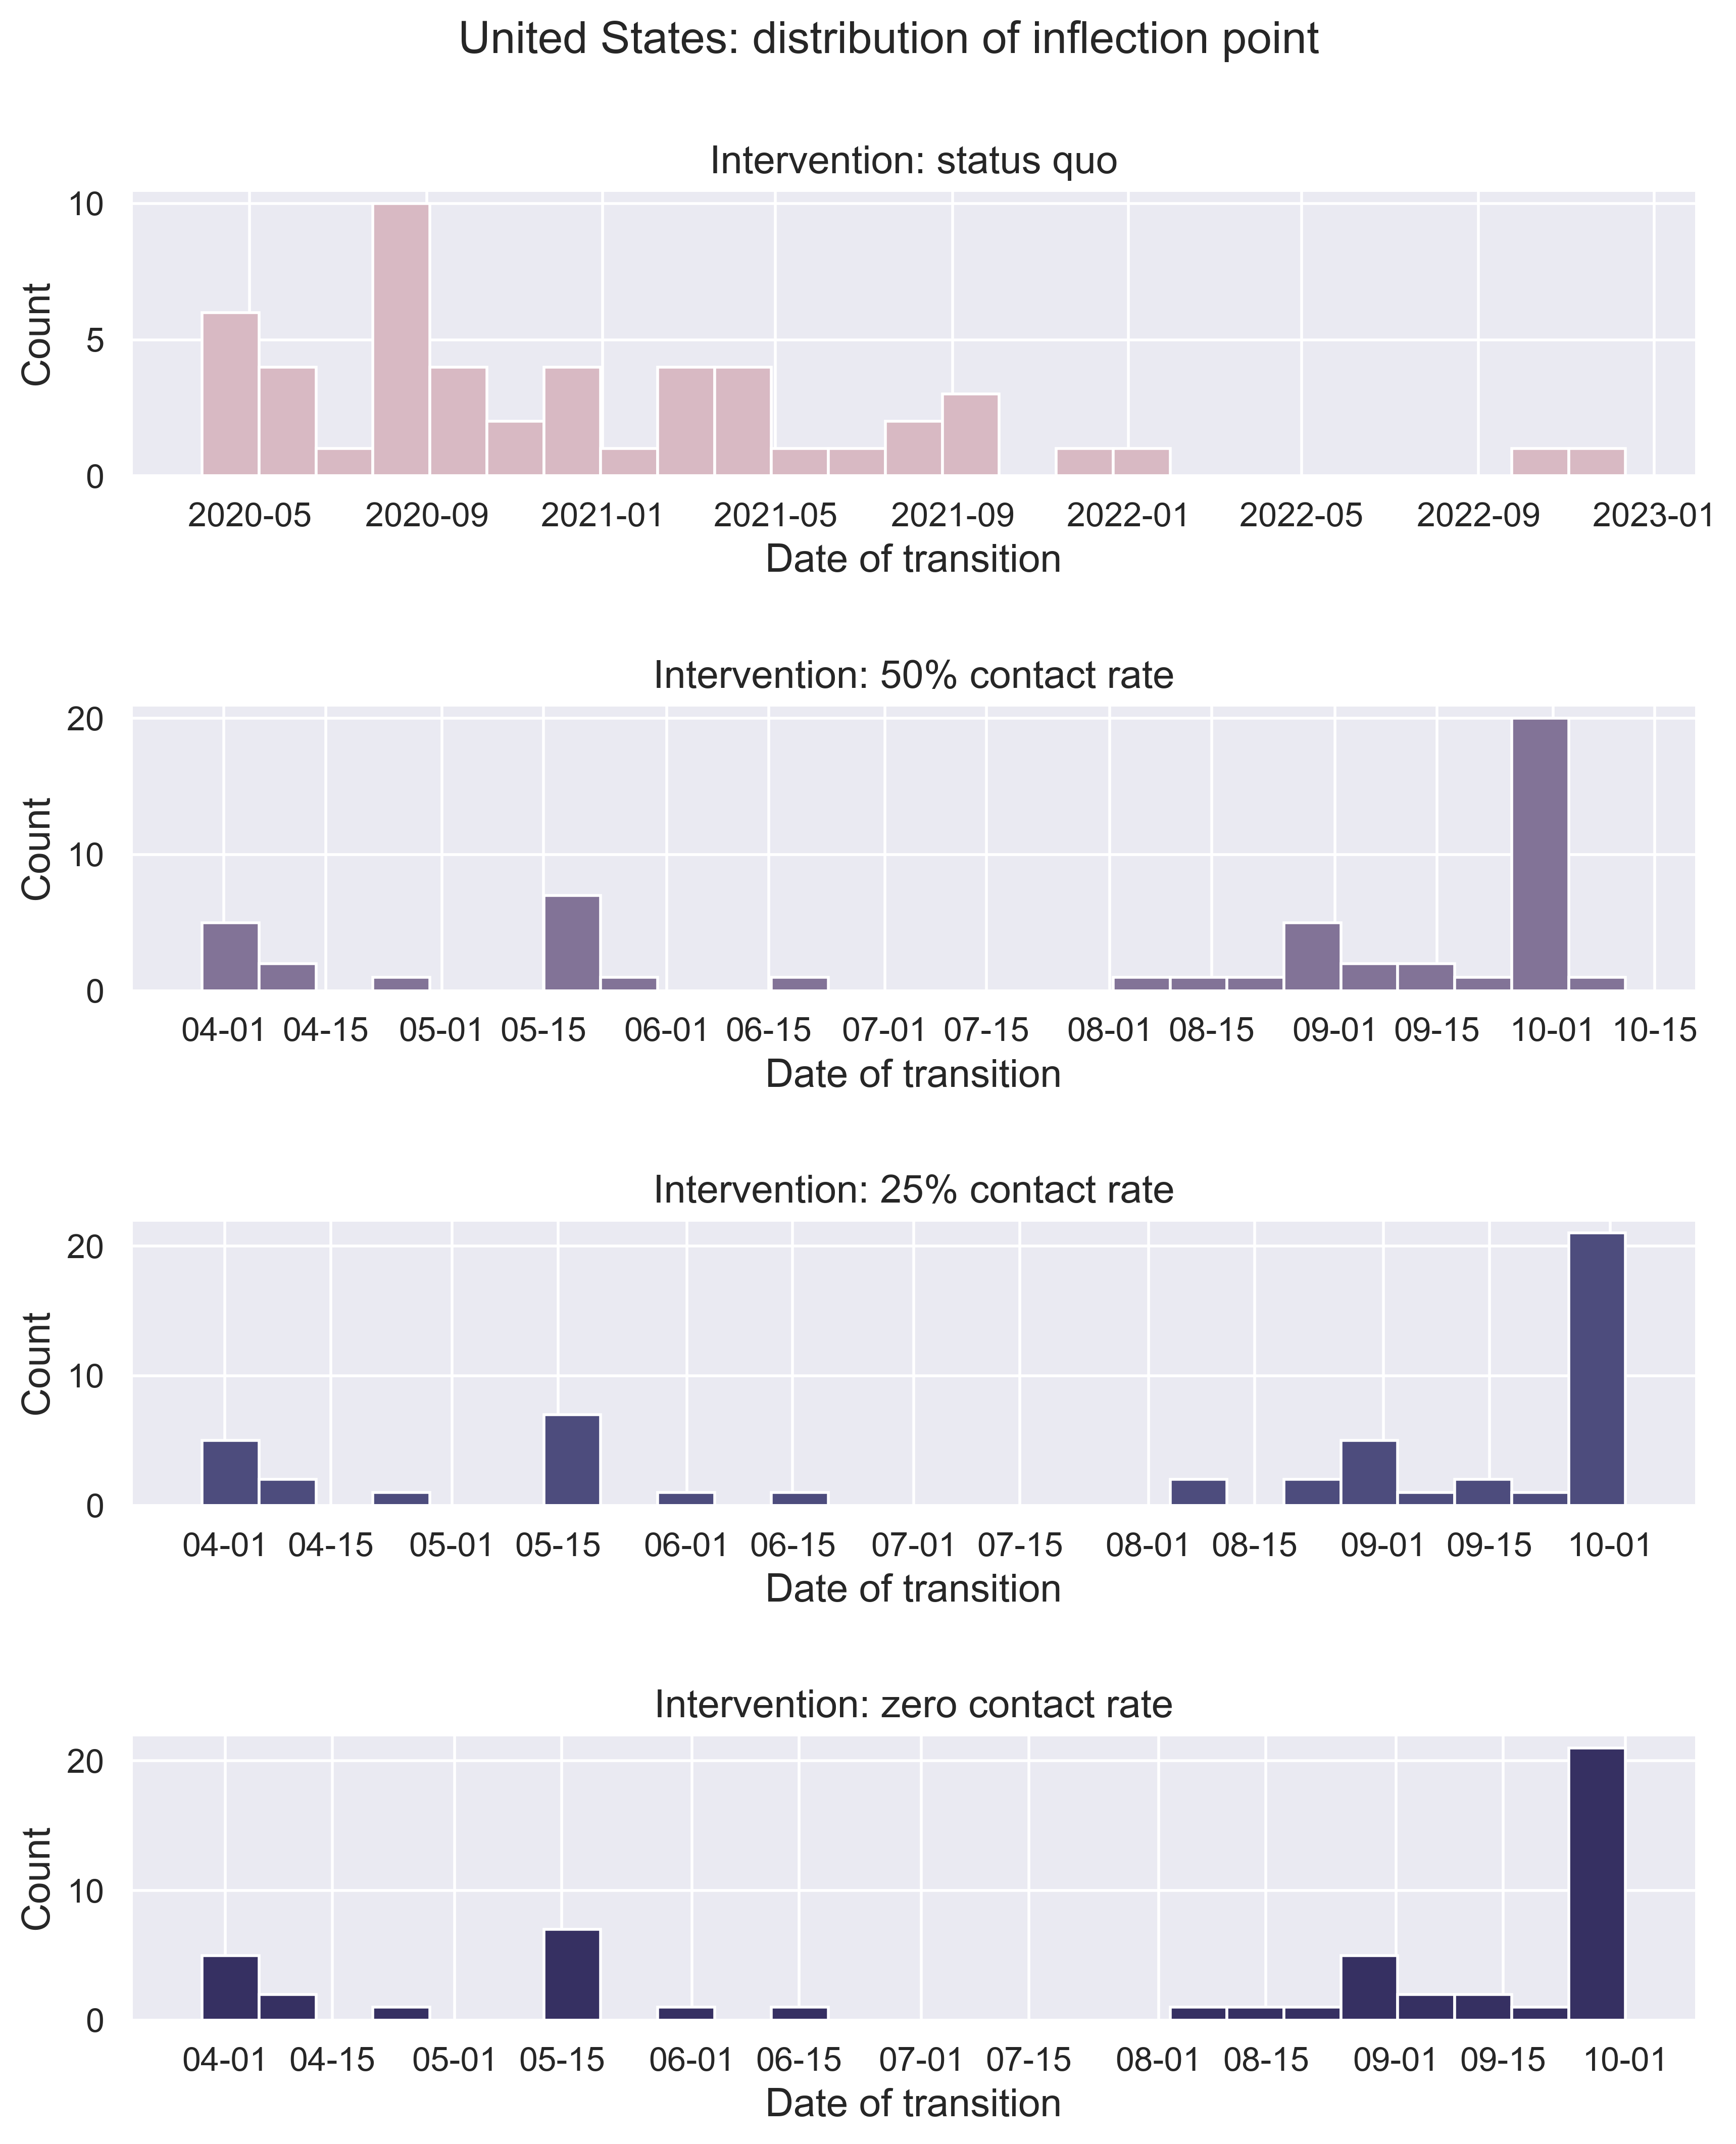 United States: distribution of inflection point
Intervention: status quo
10
5
0
Count
2020-05 2020-09 2021-01 2021-05 2021-09 2022-01 2022-05 2022-09 2023-01
Date of transition
Intervention: 50% contact rate
20
10
0
Count
04-01 04-15 05-01 05-15 06-01 06-15 07-01 07-15 08-01 08-15 09-01 09-15 10-01 10-15
Date of transition
Intervention: 25% contact rate
20
10
0
Count
04-01 04-15 05-01 05-15 06-01 06-15 07-01 07-15 08-01 08-15 09-01 09-15 10-01
Date of transition
Intervention: zero contact rate
20
10
0
Count
04-01 04-15 05-01 05-15 06-01 06-15 07-01 07-15 08-01 08-15 09-01 09-15 10-01
Date of transition